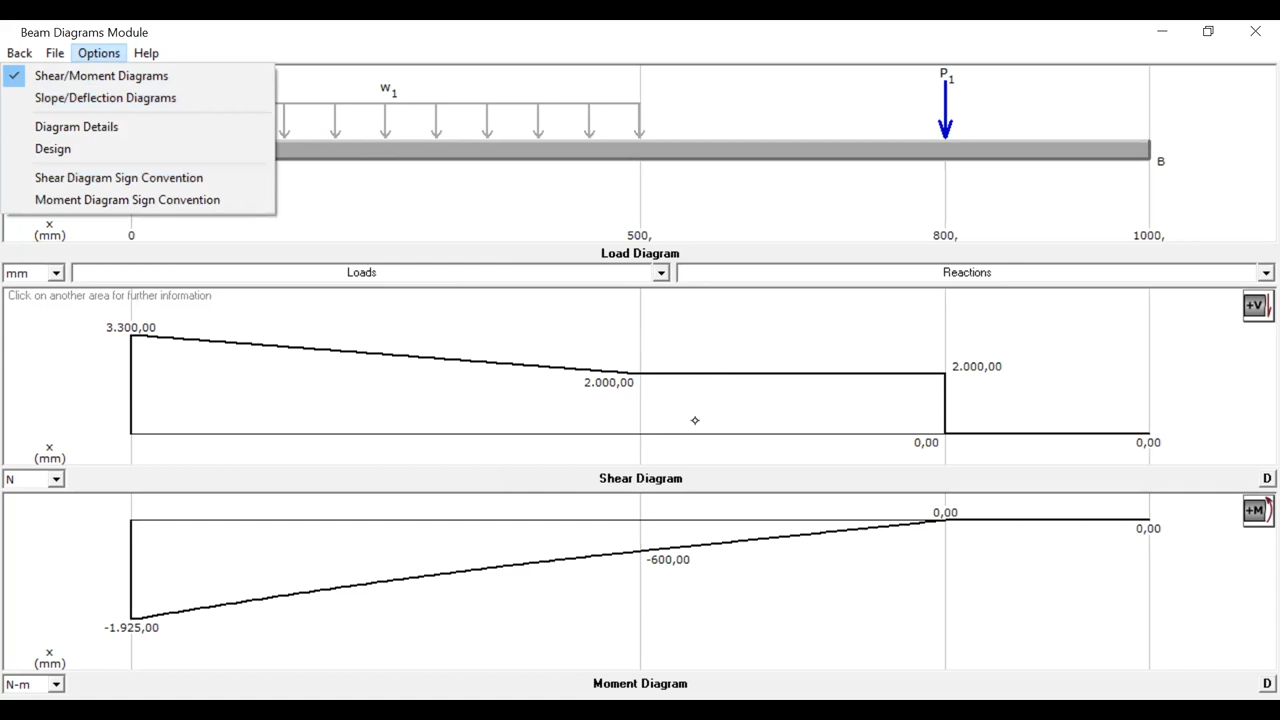 Beam Diagrams Module
Back File Options Help
Shear/Moment Diagrams
Slope/Deflection Diagrams
Diagram Details
Design
Shear Diagram Sign Convention
Moment Diagram Sign Convention
w1
P1
B
x
(mm)
0 500, 800, 1000,
Load Diagram
mm Loads Reactions
Click on another area for further information
+V
3.300,00
2.000,00
2.000,00
0,00 0,00
x
(mm)
N Shear Diagram D
+M
0,00
0,00
-600,00
-1.925,00
x
(mm)
N-m Moment Diagram D